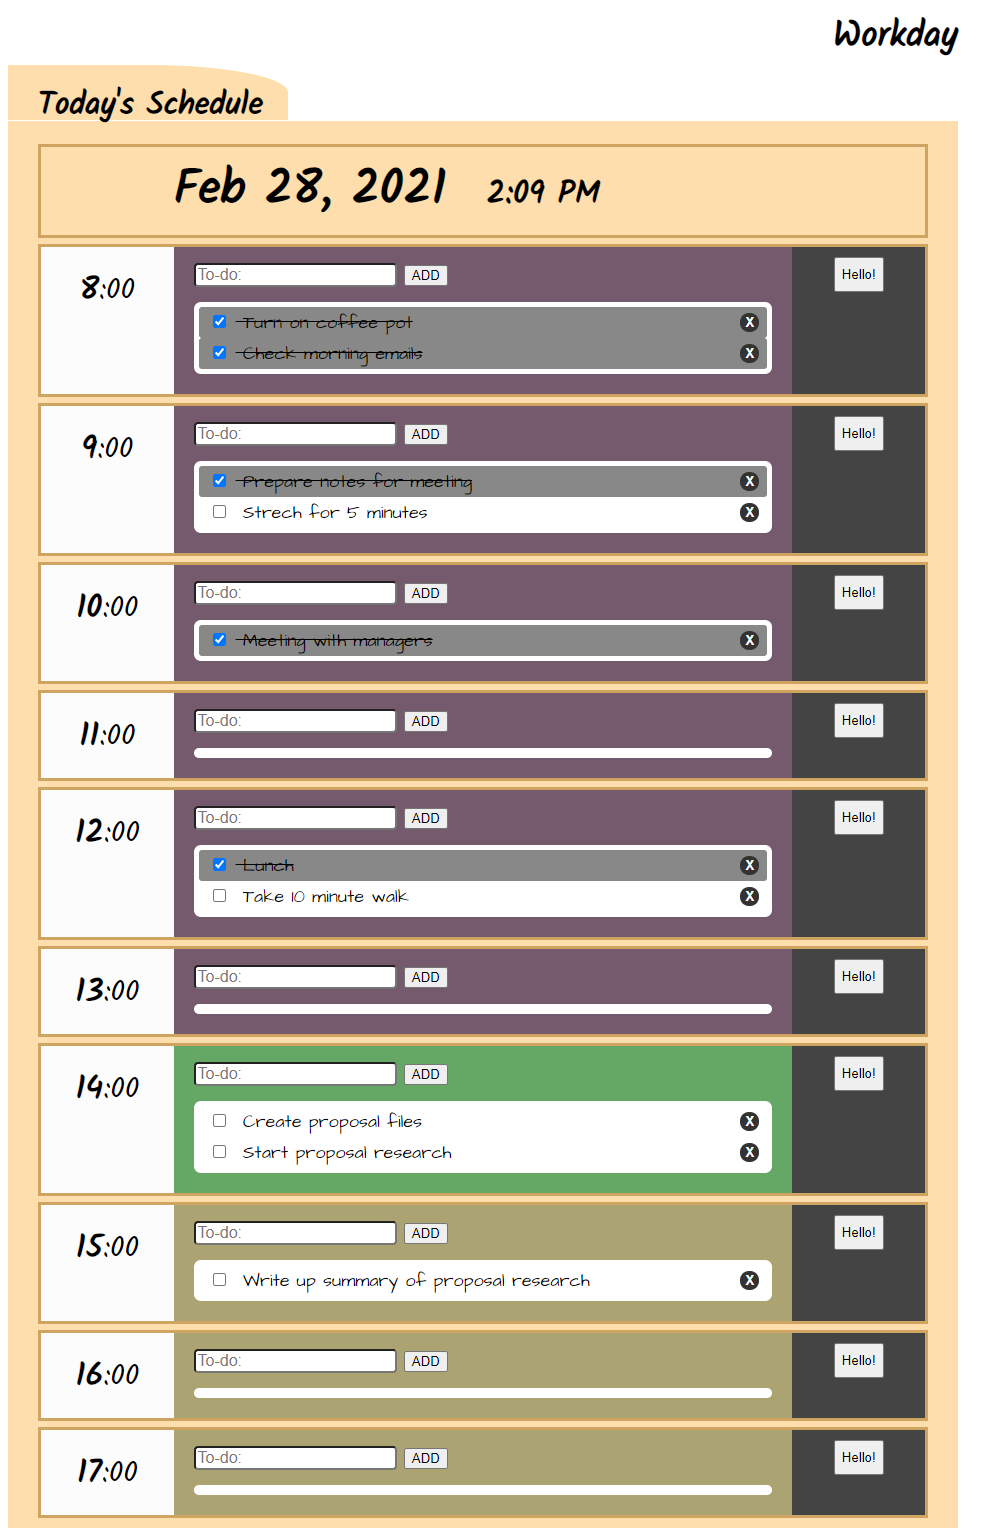 Workday
Today's Schedule
Feb 28, 2021 2:09 PM
8:00
To-do: ADD
Hello!
Turn on coffee pot X
Check morning emails X
9:00
To-do: ADD
Hello!
Prepare notes for meeting X
Strech for 5 minutes X
10:00
To-do: ADD
Hello!
Meeting with managers X
11:00
To-do: ADD
Hello!
12:00
To-do: ADD
Hello!
Lunch X
Take 10 minute walk X
13:00
To-do: ADD
Hello!
14:00
To-do: ADD
Hello!
Create proposal files X
Start proposal research X
15:00
To-do: ADD
Hello!
Write up summary of proposal research X
16:00
To-do: ADD
Hello!
17:00
To-do: ADD
Hello!